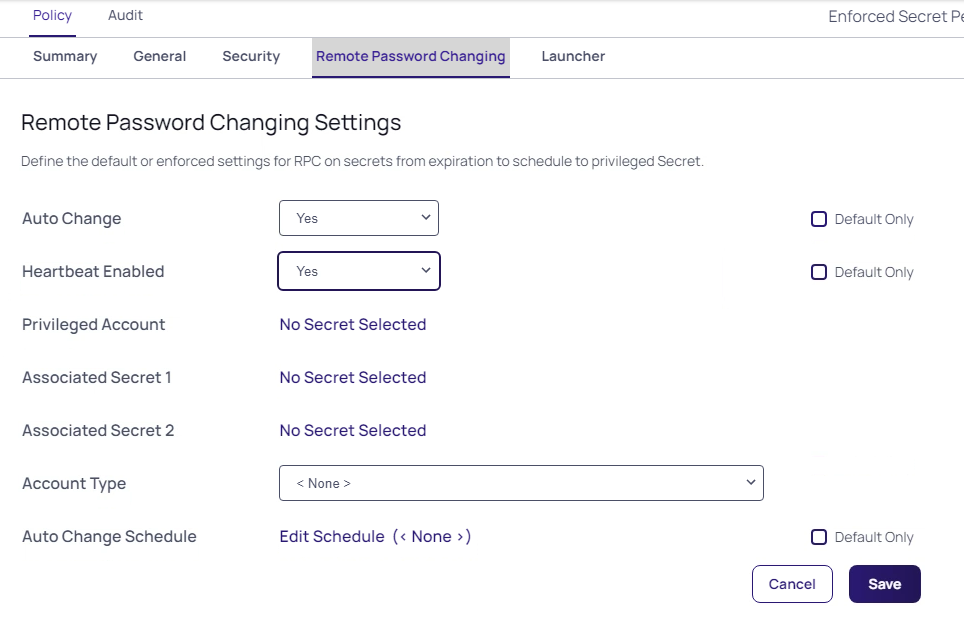 Policy Audit Enforced Secret Pe
Summary General Security Remote Password Changing Launcher
Remote Password Changing Settings
Define the default or enforced settings for RPC on secrets from expiration to schedule to privileged Secret.
Auto Change Yes Default Only
Heartbeat Enabled Yes Default Only
Privileged Account No Secret Selected
Associated Secret 1 No Secret Selected
Associated Secret 2 No Secret Selected
Account Type < None >
Auto Change Schedule Edit Schedule (< None >) Default Only
Cancel Save